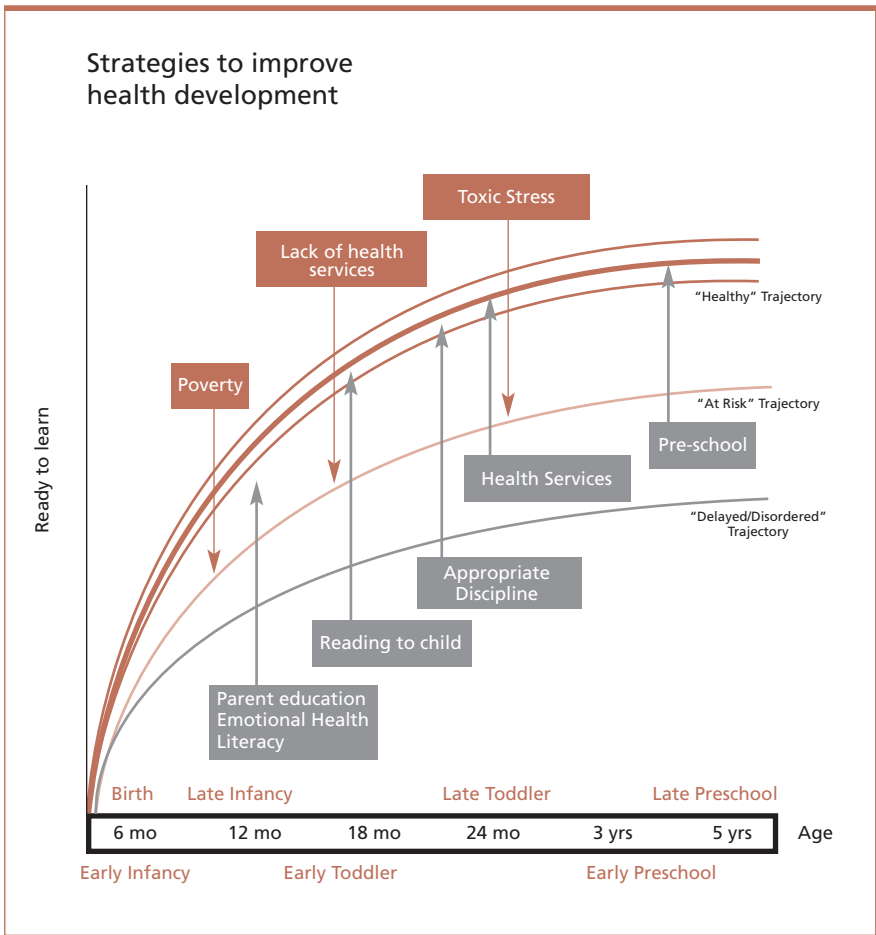 Strategies to improve
health development
Toxic Stress
Lack of health
services
“Healthy” Trajectory
Poverty
“At Risk” Trajectory
Pre-school
Health Services
Ready to learn
“Delayed/Disordered”
Trajectory
Appropriate
Discipline
Reading to child
Parent education
Emotional Health
Literacy
Birth
Late Infancy
Late Toddler
Late Preschool
6 mo
12 mo
18 mo
24 mo
3 yrs
5 yrs
Age
Early Infancy
Early Toddler
Early Preschool